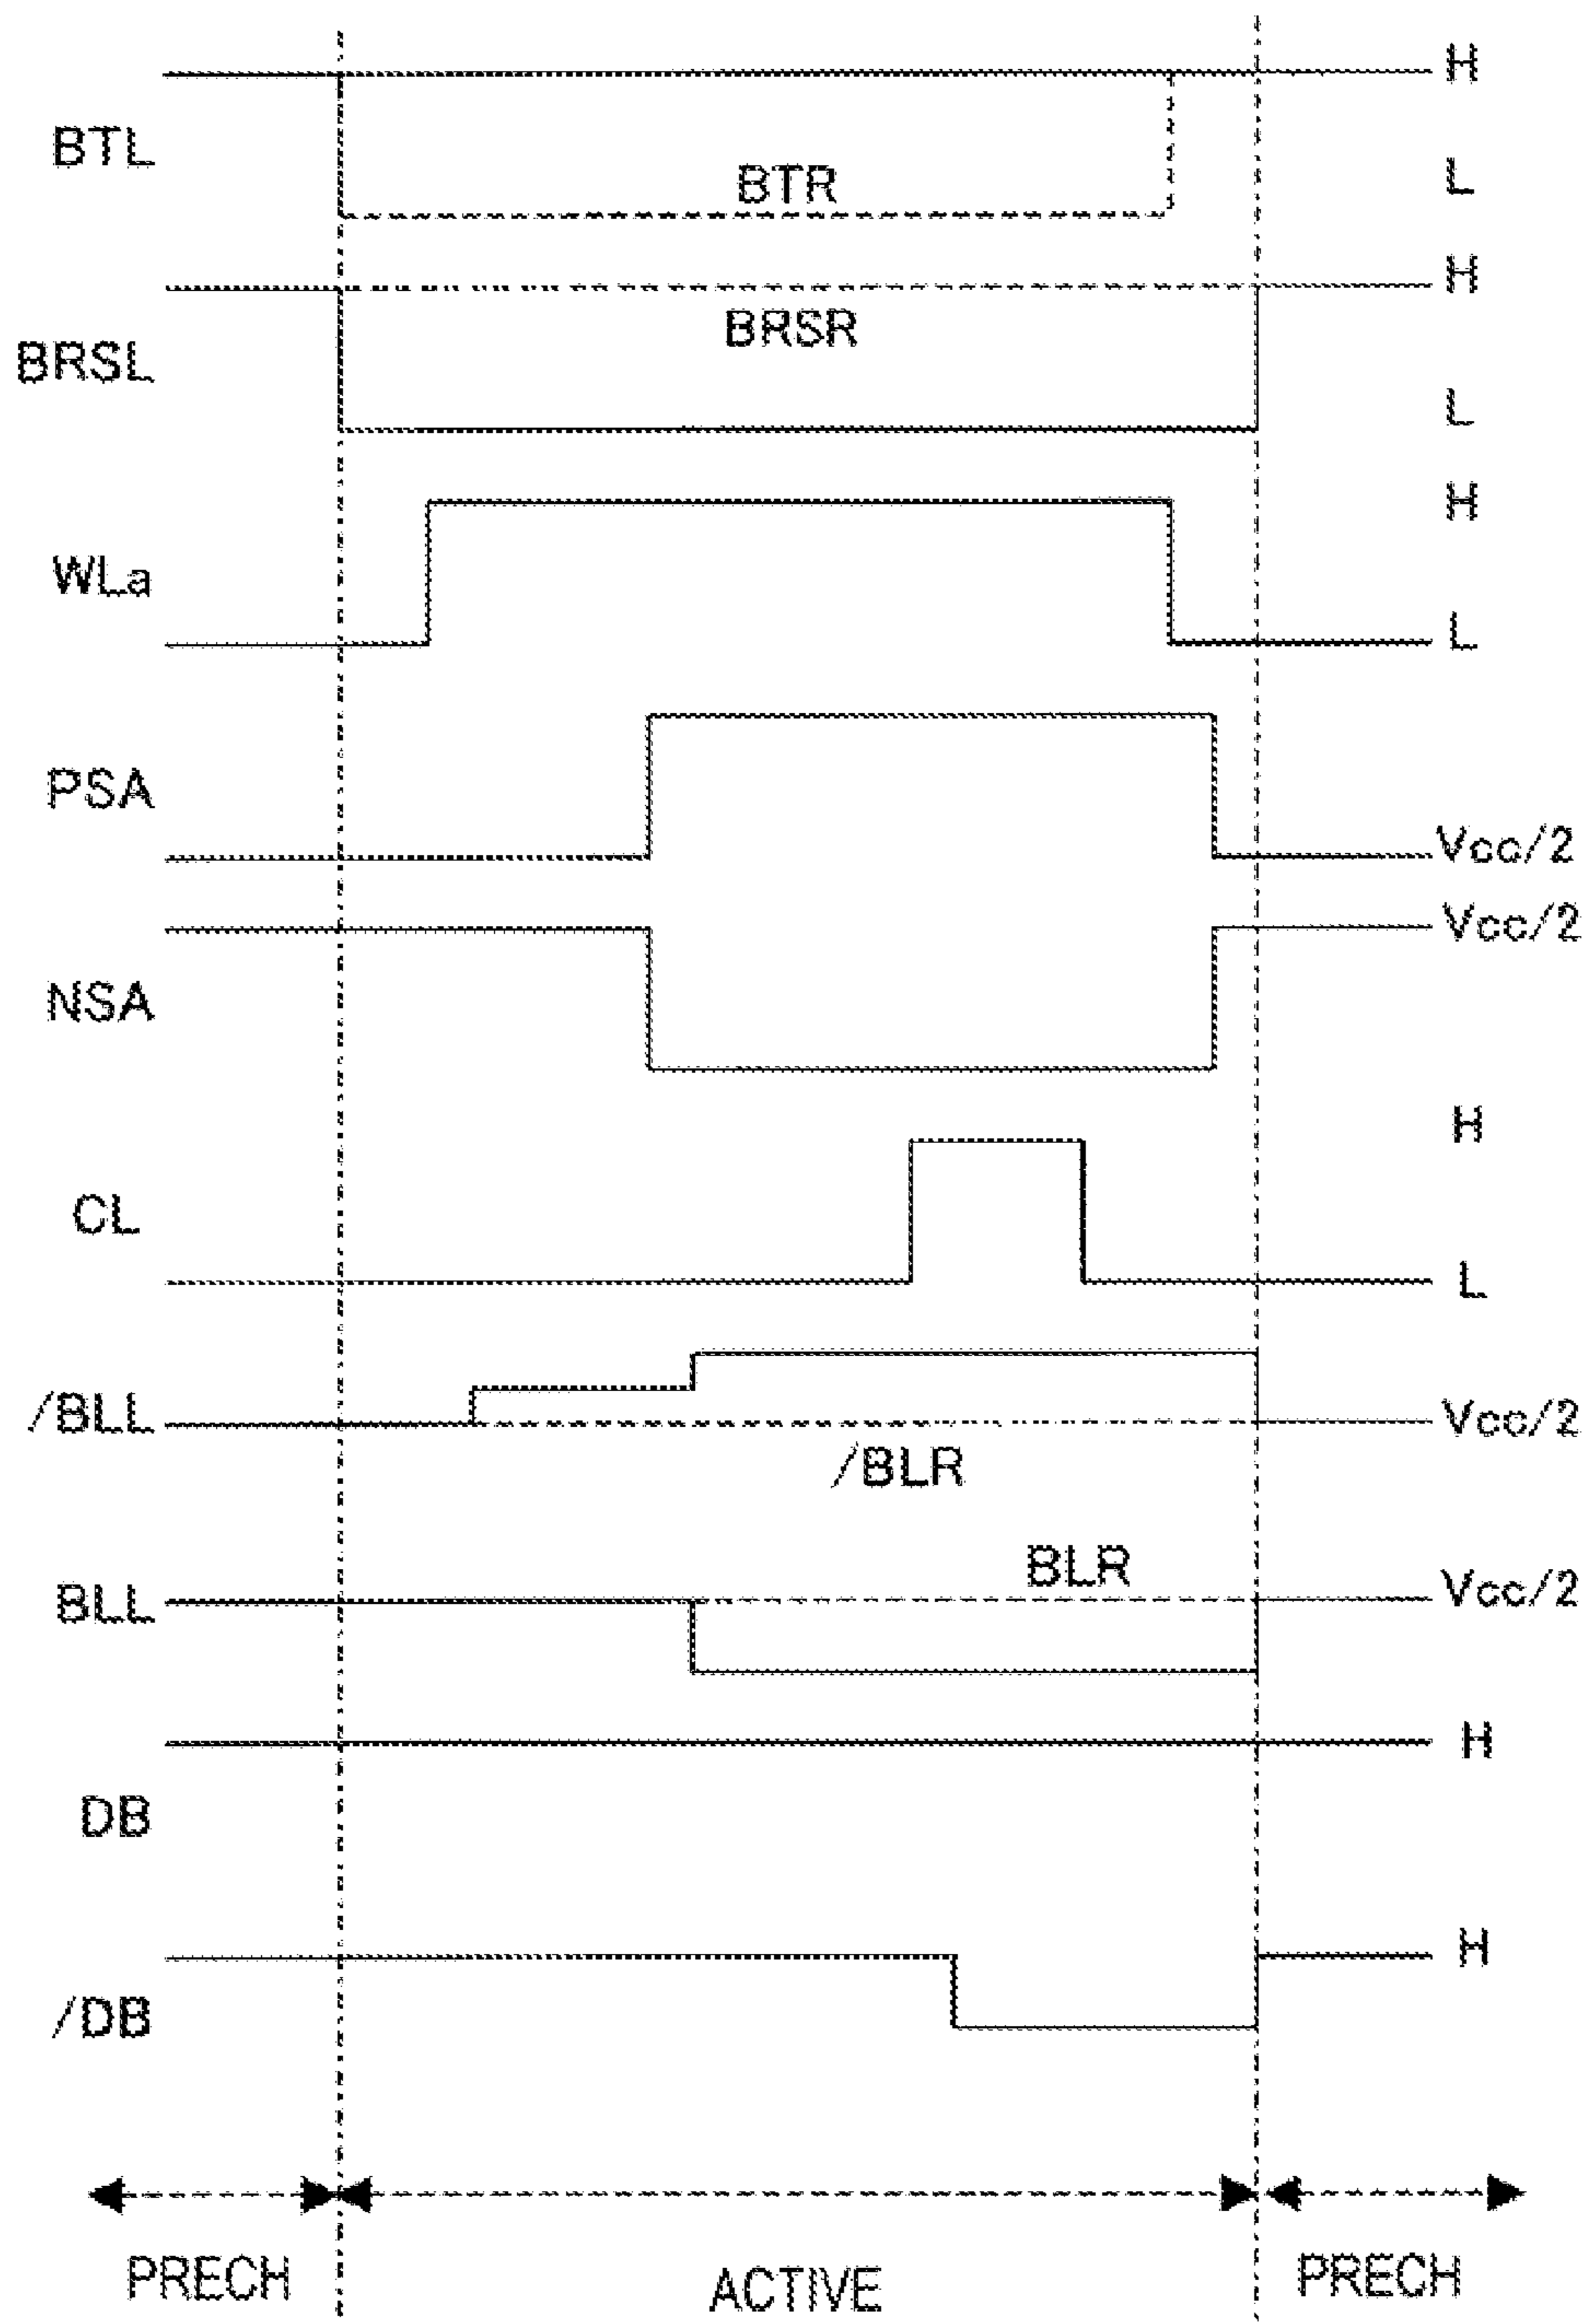 H
BTL
BTR
L
H
BRSR
BRSL
L
H
WLa
L
PSA
Vcc/2
Vcc/2
NSA
H
CL
L
/BLL
Vcc/2
/BLR
BLR
BLL
Vcc/2
H
DB
H
/DB
PRECH
ACTIVE
PRECH